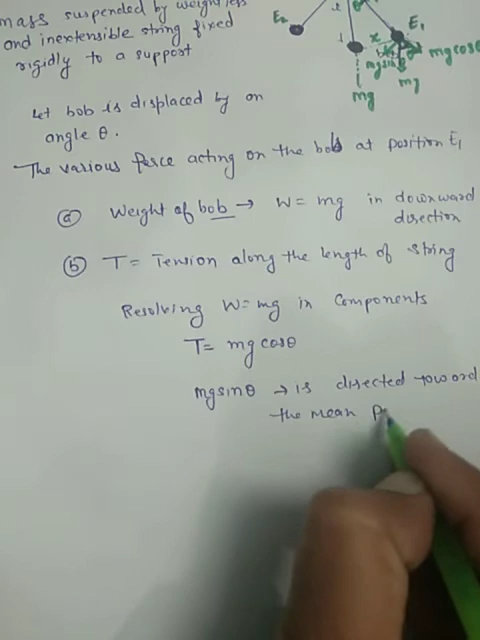 mass suspended by weightless
and inextensible string fixed
rigidly to a support
E2
θ
l
E1
x
mg cosθ
mgsinθ
mg
mg
Let bob is displaced by an
angle θ.
The various force acting on the bob at position E1
(a) Weight of bob → W = mg in downward
direction
(b) T = Tension along the length of string
Resolving W = mg in components
T = mg cosθ
mgsinθ → is directed toword
the mean P